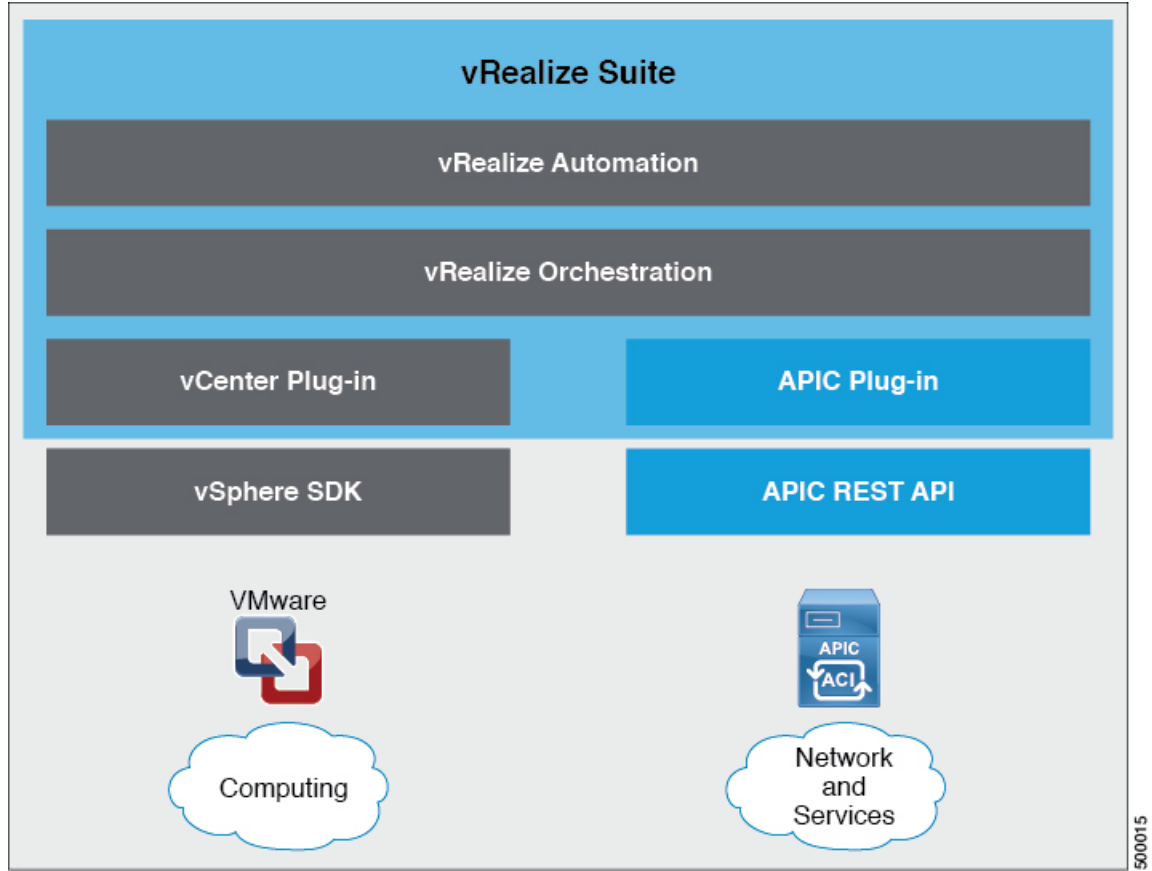 vRealize Suite
vRealize Automation
vRealize Orchestration
vCenter Plug-in
APIC Plug-in
vSphere SDK
APIC REST API
VMware
APIC
ACI
Computing
Network
and
Services
500015